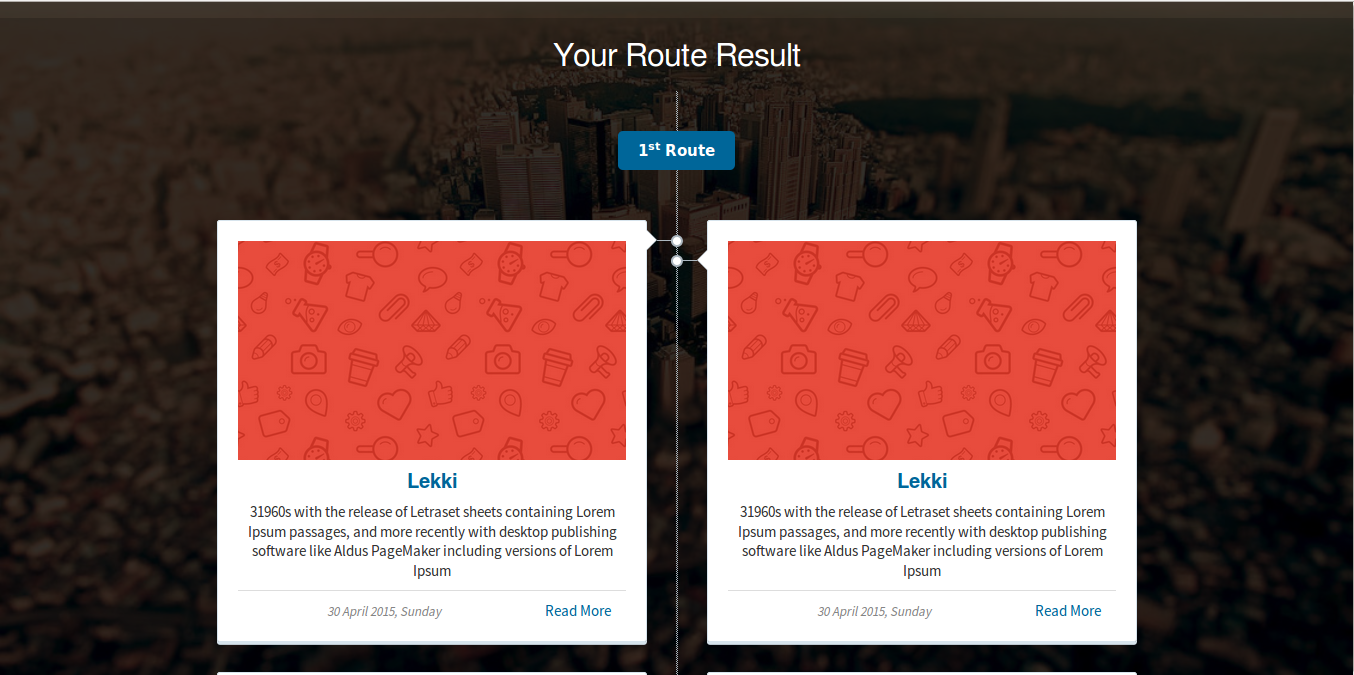 Your Route Result
1st Route
Lekki
31960s with the release of Letraset sheets containing Lorem
Ipsum passages, and more recently with desktop publishing
software like Aldus PageMaker including versions of Lorem
Ipsum
30 April 2015, Sunday
Read More
Lekki
31960s with the release of Letraset sheets containing Lorem
Ipsum passages, and more recently with desktop publishing
software like Aldus PageMaker including versions of Lorem
Ipsum
30 April 2015, Sunday
Read More